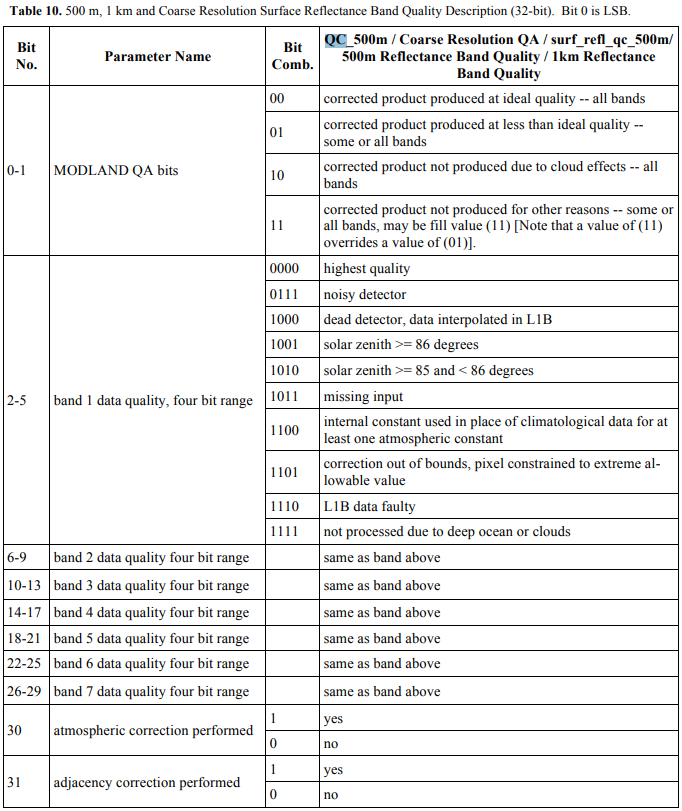 Table 10. 500 m, 1 km and Coarse Resolution Surface Reflectance Band Quality Description (32-bit).  Bit 0 is LSB.
Bit No.
Parameter Name
Bit Comb.
QC_500m / Coarse Resolution QA / surf_refl_qc_500m/
500m Reflectance Band Quality / 1km Reflectance
Band Quality
0-1
MODLAND QA bits
00
corrected product produced at ideal quality -- all bands
01
corrected product produced at less than ideal quality --
some or all bands
10
corrected product not produced due to cloud effects -- all
bands
11
corrected product not produced for other reasons -- some or
all bands, may be fill value (11) [Note that a value of (11)
overrides a value of (01)].
2-5
band 1 data quality, four bit range
0000
highest quality
0111
noisy detector
1000
dead detector, data interpolated in L1B
1001
solar zenith >= 86 degrees
1010
solar zenith >= 85 and < 86 degrees
1011
missing input
1100
internal constant used in place of climatological data for at
least one atmospheric constant
1101
correction out of bounds, pixel constrained to extreme al-
lowable value
1110
L1B data faulty
1111
not processed due to deep ocean or clouds
6-9
band 2 data quality four bit range
same as band above
10-13
band 3 data quality four bit range
same as band above
14-17
band 4 data quality four bit range
same as band above
18-21
band 5 data quality four bit range
same as band above
22-25
band 6 data quality four bit range
same as band above
26-29
band 7 data quality four bit range
same as band above
30
atmospheric correction performed
1
yes
0
no
31
adjacency correction performed
1
yes
0
no